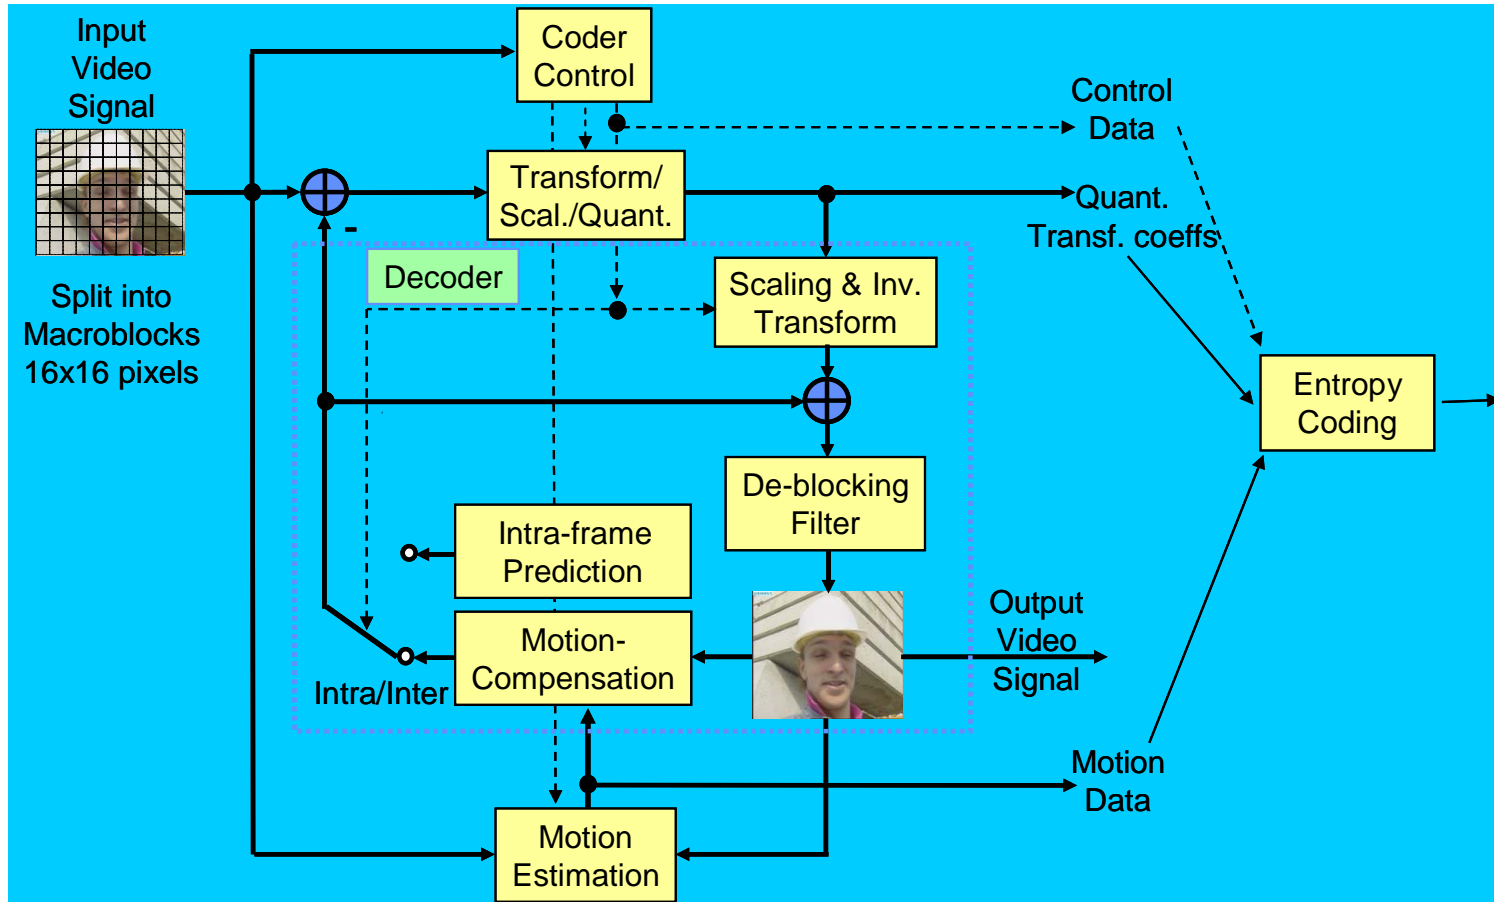 Input
Video
Signal
Split into
Macroblocks
16x16 pixels
Coder
Control
Control
Data
Transform/
Scal./Quant.
-
Quant.
Transf. coeffs
Decoder
Scaling & Inv.
Transform
Entropy
Coding
De-blocking
Filter
Intra-frame
Prediction
Motion-
Compensation
Intra/Inter
Output
Video
Signal
Motion
Data
Motion
Estimation